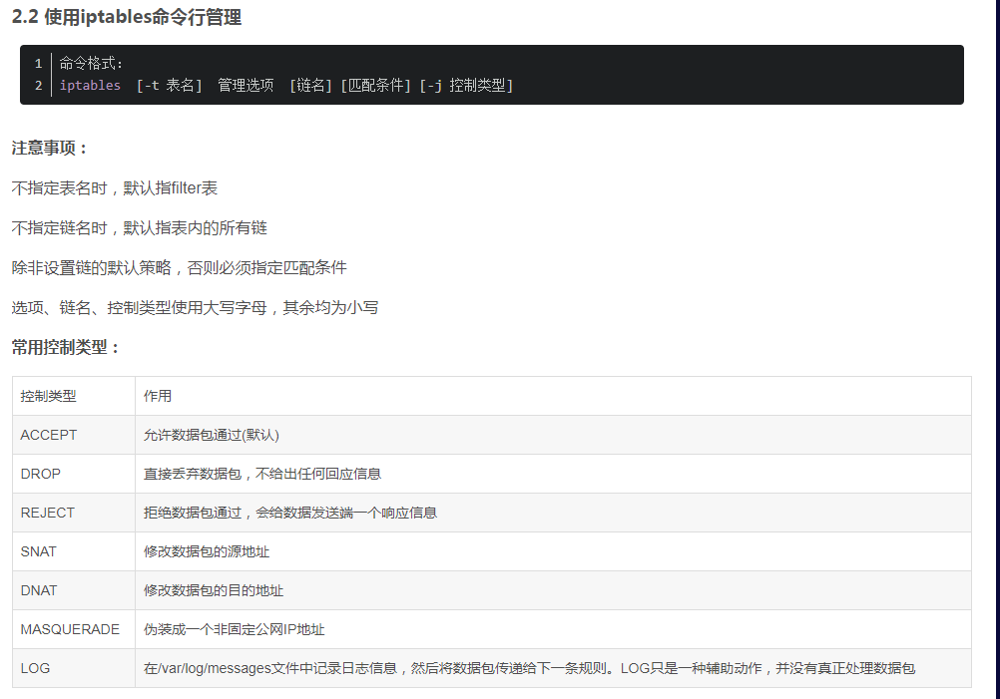 2.2 使用iptables命令行管理
1 命令格式：
2 iptables [-t 表名] 管理选项 [链名] [匹配条件] [-j 控制类型]
注意事项：
不指定表名时，默认指filter表
不指定链名时，默认指表内的所有链
除非设置链的默认策略，否则必须指定匹配条件
选项、链名、控制类型使用大写字母，其余均为小写
常用控制类型：
控制类型 作用
ACCEPT 允许数据包通过(默认)
DROP 直接丢弃数据包，不给出任何回应信息
REJECT 拒绝数据包通过，会给数据发送端一个响应信息
SNAT 修改数据包的源地址
DNAT 修改数据包的目的地址
MASQUERADE 伪装成一个非固定公网IP地址
LOG 在/var/log/messages文件中记录日志信息，然后将数据包传递给下一条规则。LOG只是一种辅助动作，并没有真正处理数据包